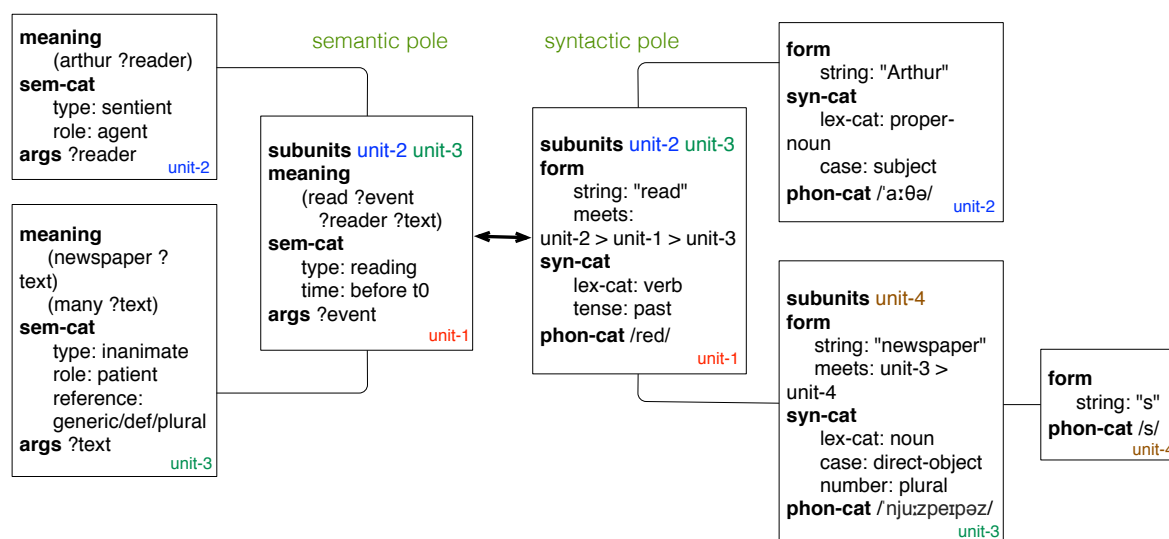 semantic pole
syntactic pole
meaning
(arthur ?reader)
sem-cat
type: sentient
role: agent
args ?reader
unit-2
meaning
(newspaper ?
text)
(many ?text)
sem-cat
type: inanimate
role: patient
reference:
generic/def/plural
args ?text
unit-3
subunits unit-2 unit-3
meaning
(read ?event
?reader ?text)
sem-cat
type: reading
time: before t0
args ?event
unit-1
subunits unit-2 unit-3
form
string: "read"
meets:
unit-2 > unit-1 > unit-3
syn-cat
lex-cat: verb
tense: past
phon-cat /red/
unit-1
form
string: "Arthur"
syn-cat
lex-cat: proper-
noun
case: subject
phon-cat /'aːθə/
unit-2
subunits unit-4
form
string: "newspaper"
meets: unit-3 >
unit-4
syn-cat
lex-cat: noun
case: direct-object
number: plural
phon-cat /'njuːzpeɪpəz/
unit-3
form
string: "s"
phon-cat /s/
unit-4